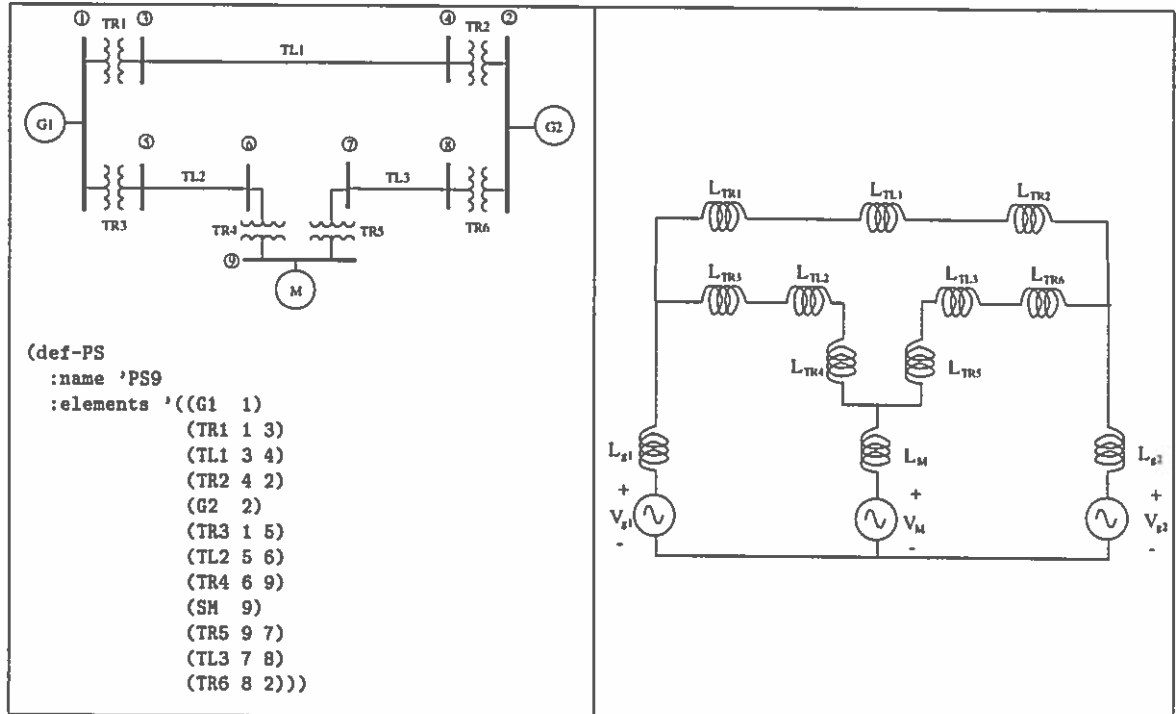 ① TR1 ③ ④ TR2 ②
TL1
G1 G2
⑤ ⑥ ⑦ ⑧
TL2 TL3
TR3 TR4 TR5 TR6
⑨
M
(def-PS
:name 'PS9
:elements '((G1 1)
(TR1 1 3)
(TL1 3 4)
(TR2 4 2)
(G2 2)
(TR3 1 5)
(TL2 5 6)
(TR4 6 9)
(SM 9)
(TR5 9 7)
(TL3 7 8)
(TR6 8 2)))
L_TR1 L_TL1 L_TR2
L_TR3 L_TL2 L_TL3 L_TR6
L_TR4 L_TR5
L_g1 L_M L_g2
+ + +
V_g1 V_M V_g2
- - -